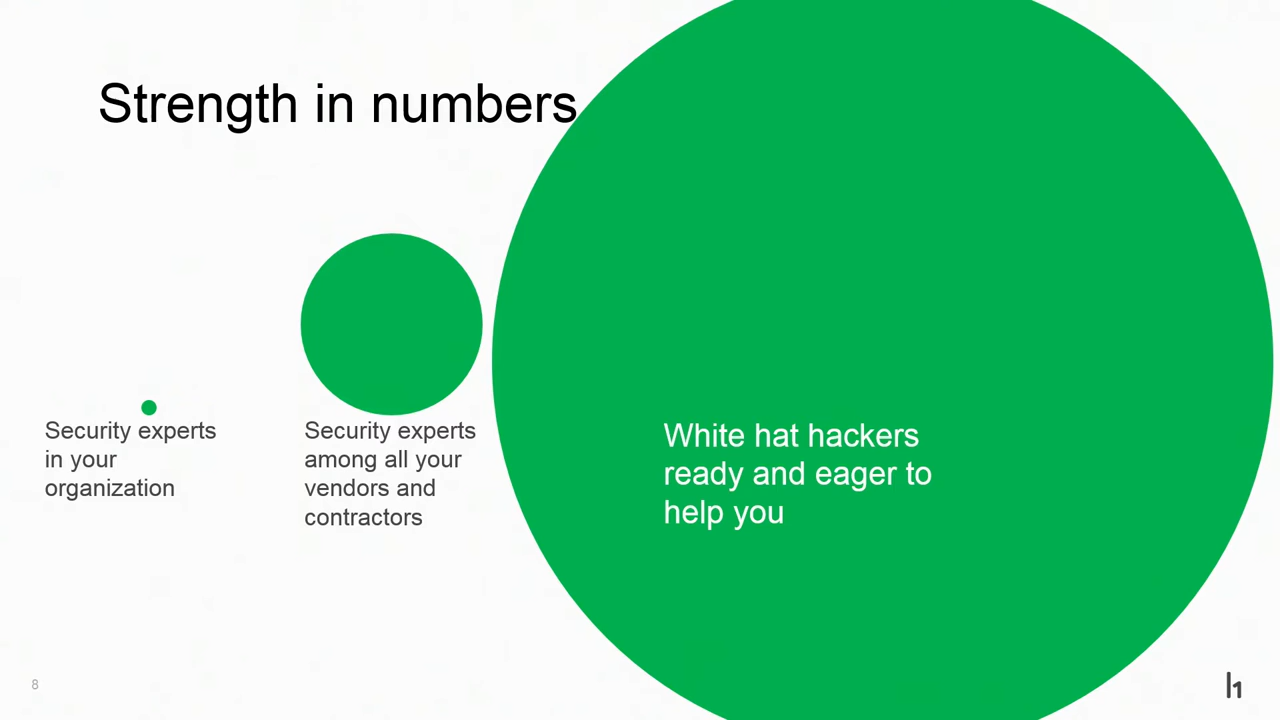 Strength in numbers
Security experts
in your
organization
Security experts
among all your
vendors and
contractors
White hat hackers
ready and eager to
help you
8
l1